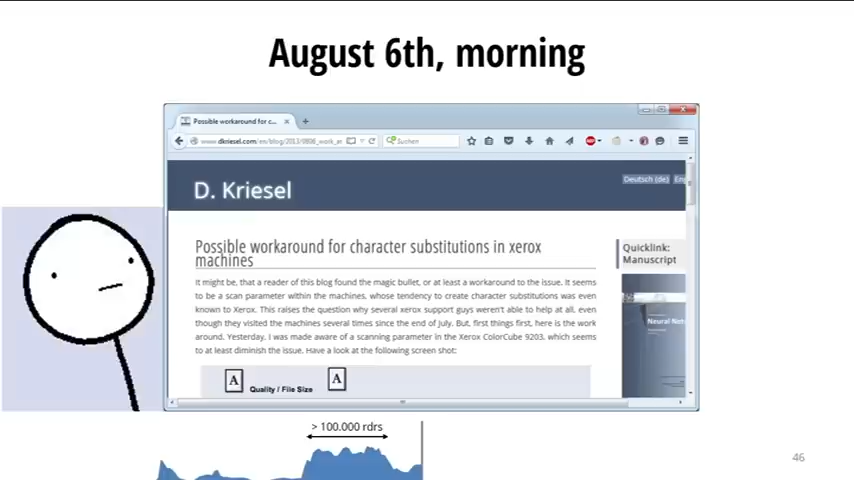 August 6th, morning
Possible workaround for c...
www.dkriesel.com/en/blog/2013/0806_work_ar
Suchen
D. Kriesel
Deutsch (de)
Possible workaround for character substitutions in xerox
machines
Quicklink:
Manuscript
It might be, that a reader of this blog found the magic bullet, or at least a workaround to the issue. It seems
to be a scan parameter within the machines, whose tendency to create character substitutions was even
known to Xerox. This raises the question why several xerox support guys weren't able to help at all, even
though they visited the machines several times since the end of July. But, first things first, here is the work
around. Yesterday, I was made aware of a scanning parameter in the Xerox ColorCube 9203, which seems
to at least diminish the issue. Have a look at the following screen shot:
A
A
Quality / File Size
> 100.000 rdrs
46